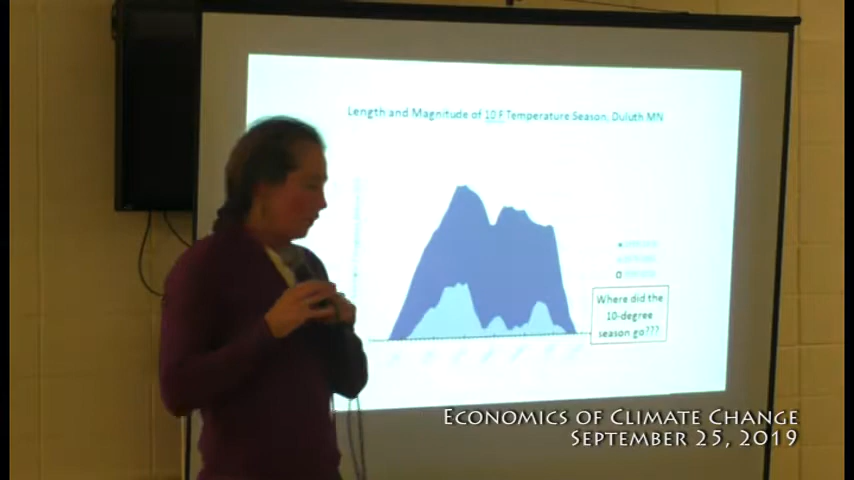 Length and Magnitude of 10 F Temperature Season, Duluth MN
Where did the
10-degree
season go???
Economics of Climate Change
September 25, 2019